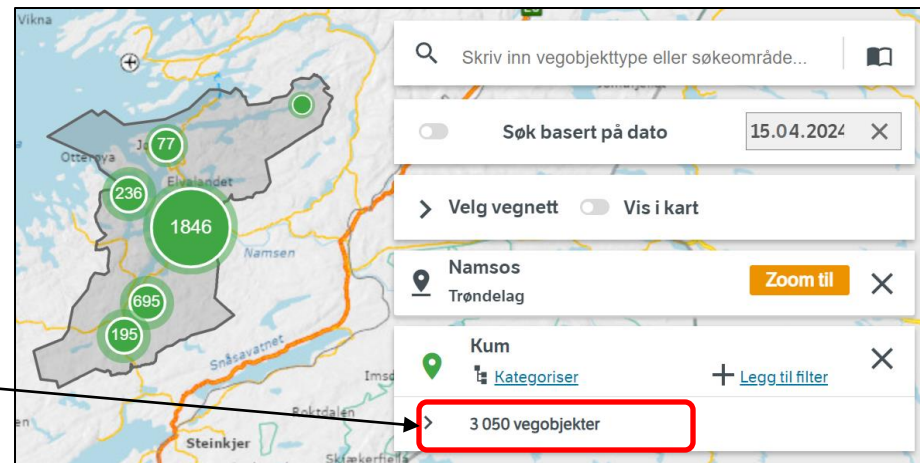 Vikna
Skriv inn vegobjekttype eller søkeområde...
Søk basert på dato
15.04.2024
77
Otterøya
Elvalandet
236
1846
Velg vegnett
Vis i kart
Namsen
Namsos
Trøndelag
Zoom til
695
195
Snåsavatnet
Kum
Kategoriser
Legg til filter
3 050 vegobjekter
Steinkjer